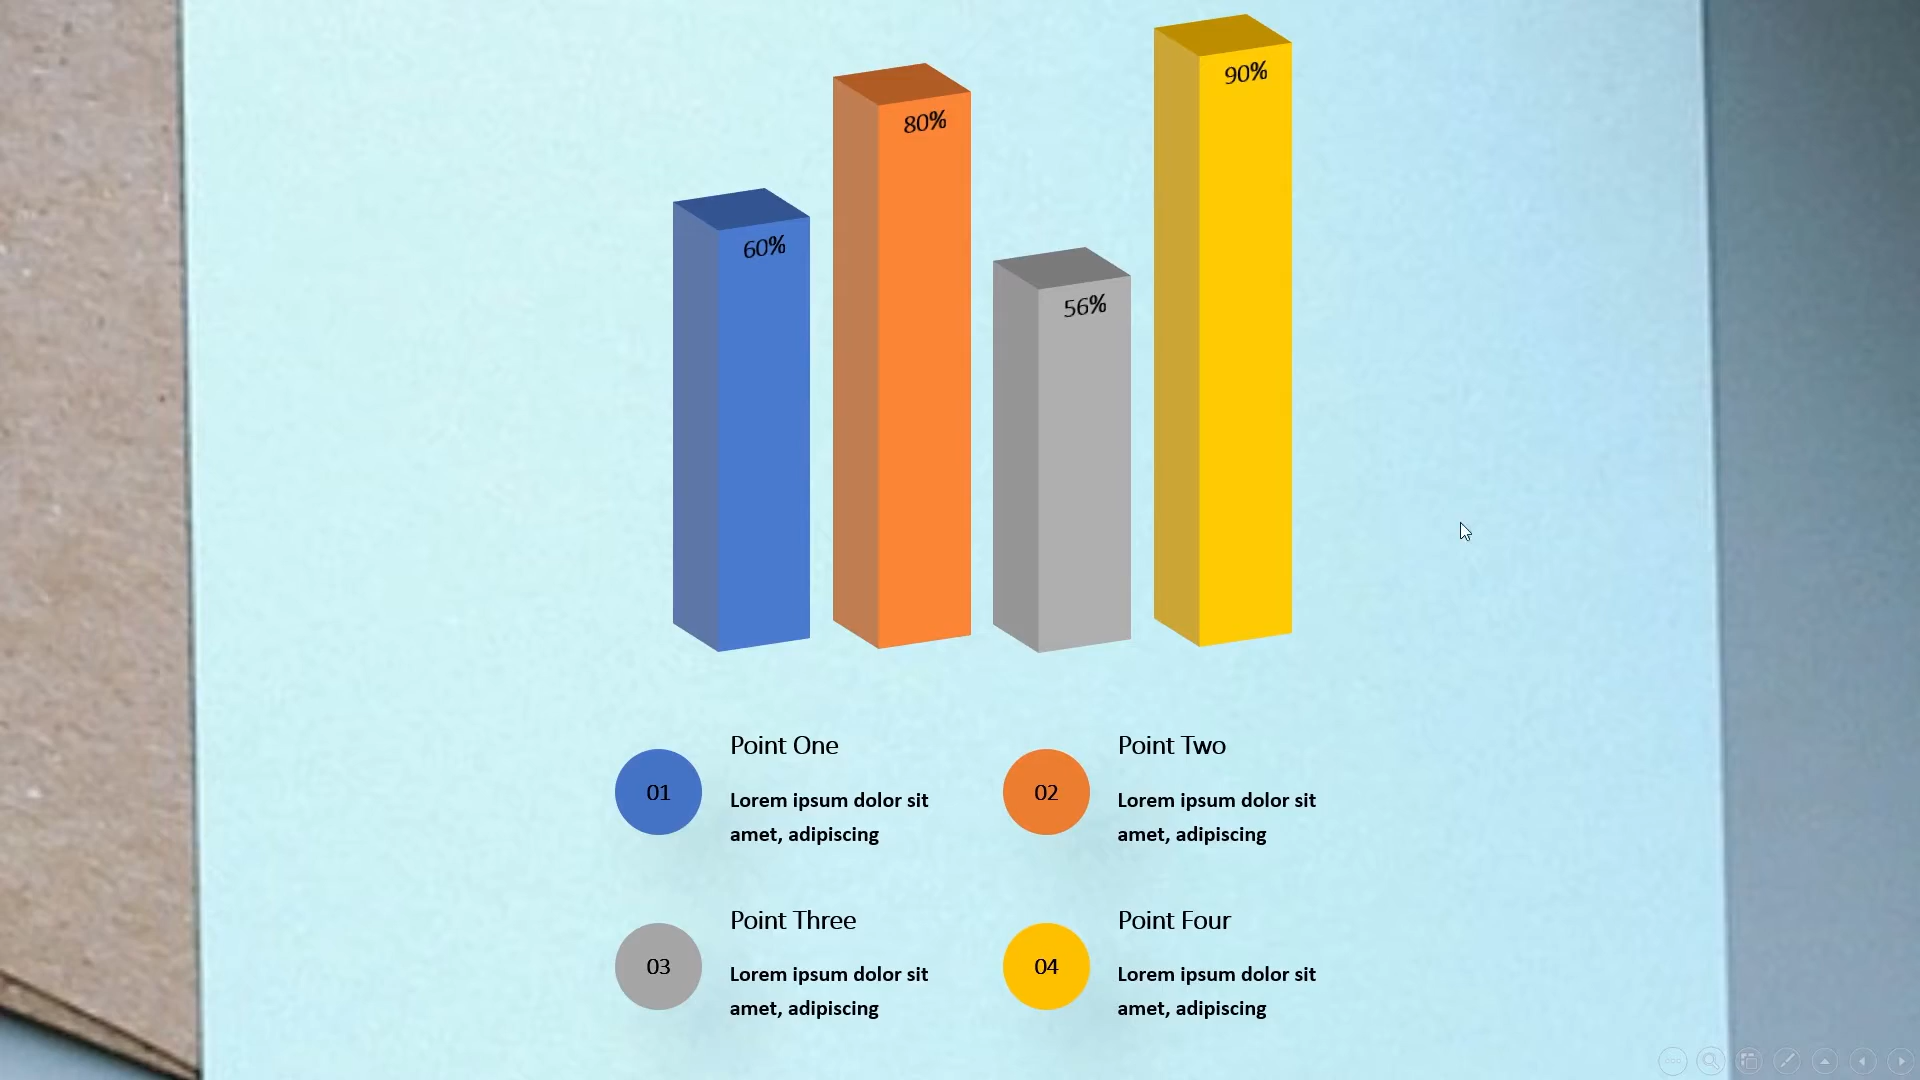 60%
80%
56%
90%
Point One
01
Lorem ipsum dolor sit
amet, adipiscing
Point Two
02
Lorem ipsum dolor sit
amet, adipiscing
Point Three
03
Lorem ipsum dolor sit
amet, adipiscing
Point Four
04
Lorem ipsum dolor sit
amet, adipiscing